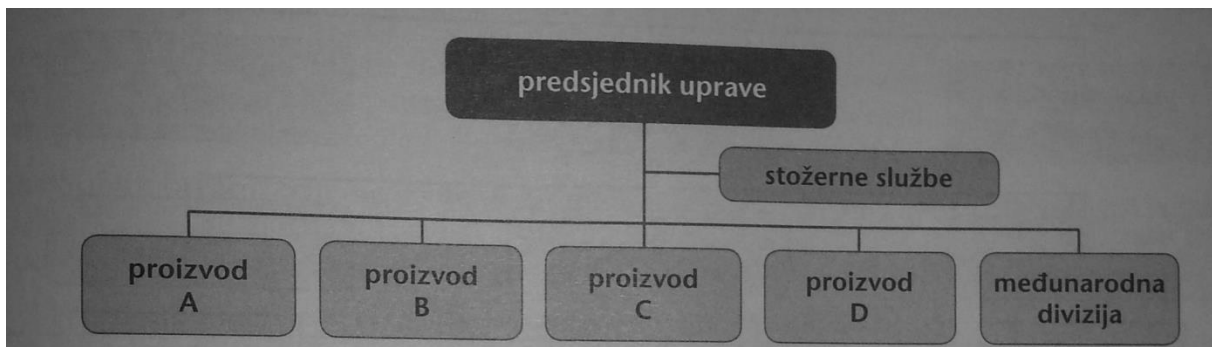 predsjednik uprave
stožerne službe
proizvod
A
proizvod
B
proizvod
C
proizvod
D
međunarodna
divizija